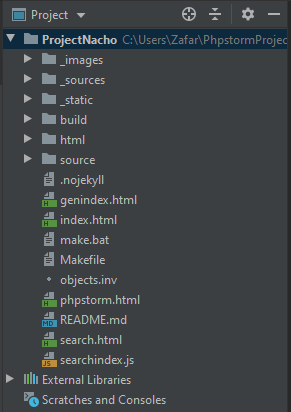 Project
ProjectNacho C:\Users\Zafar\PhpstormProjec
_images
_sources
_static
build
html
source
.nojekyll
genindex.html
index.html
make.bat
Makefile
objects.inv
phpstorm.html
README.md
search.html
searchindex.js
External Libraries
Scratches and Consoles